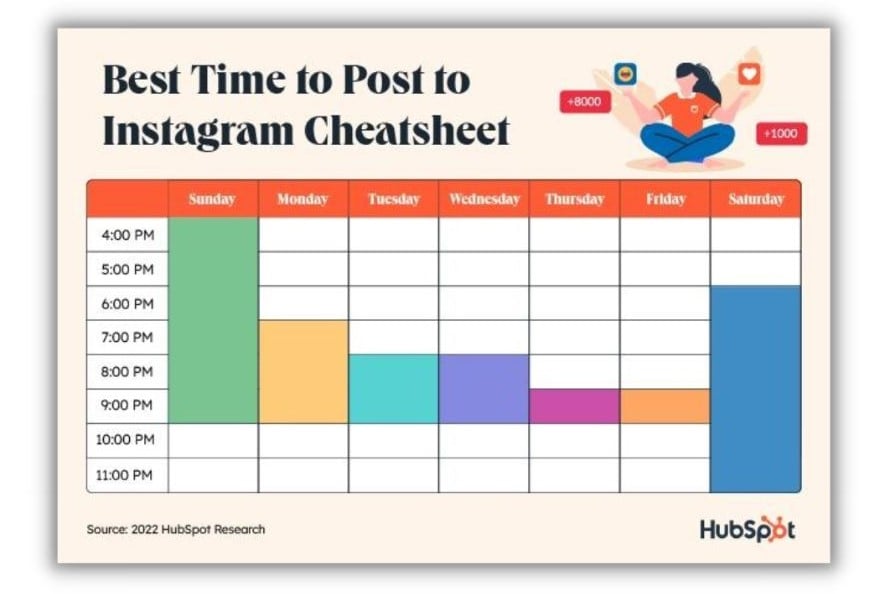 Best Time to Post to
Instagram Cheatsheet
+8000
+1000
Sunday Monday Tuesday Wednesday Thursday Friday Saturday
4:00 PM
5:00 PM
6:00 PM
7:00 PM
8:00 PM
9:00 PM
10:00 PM
11:00 PM
Source: 2022 HubSpot Research
HubSpot